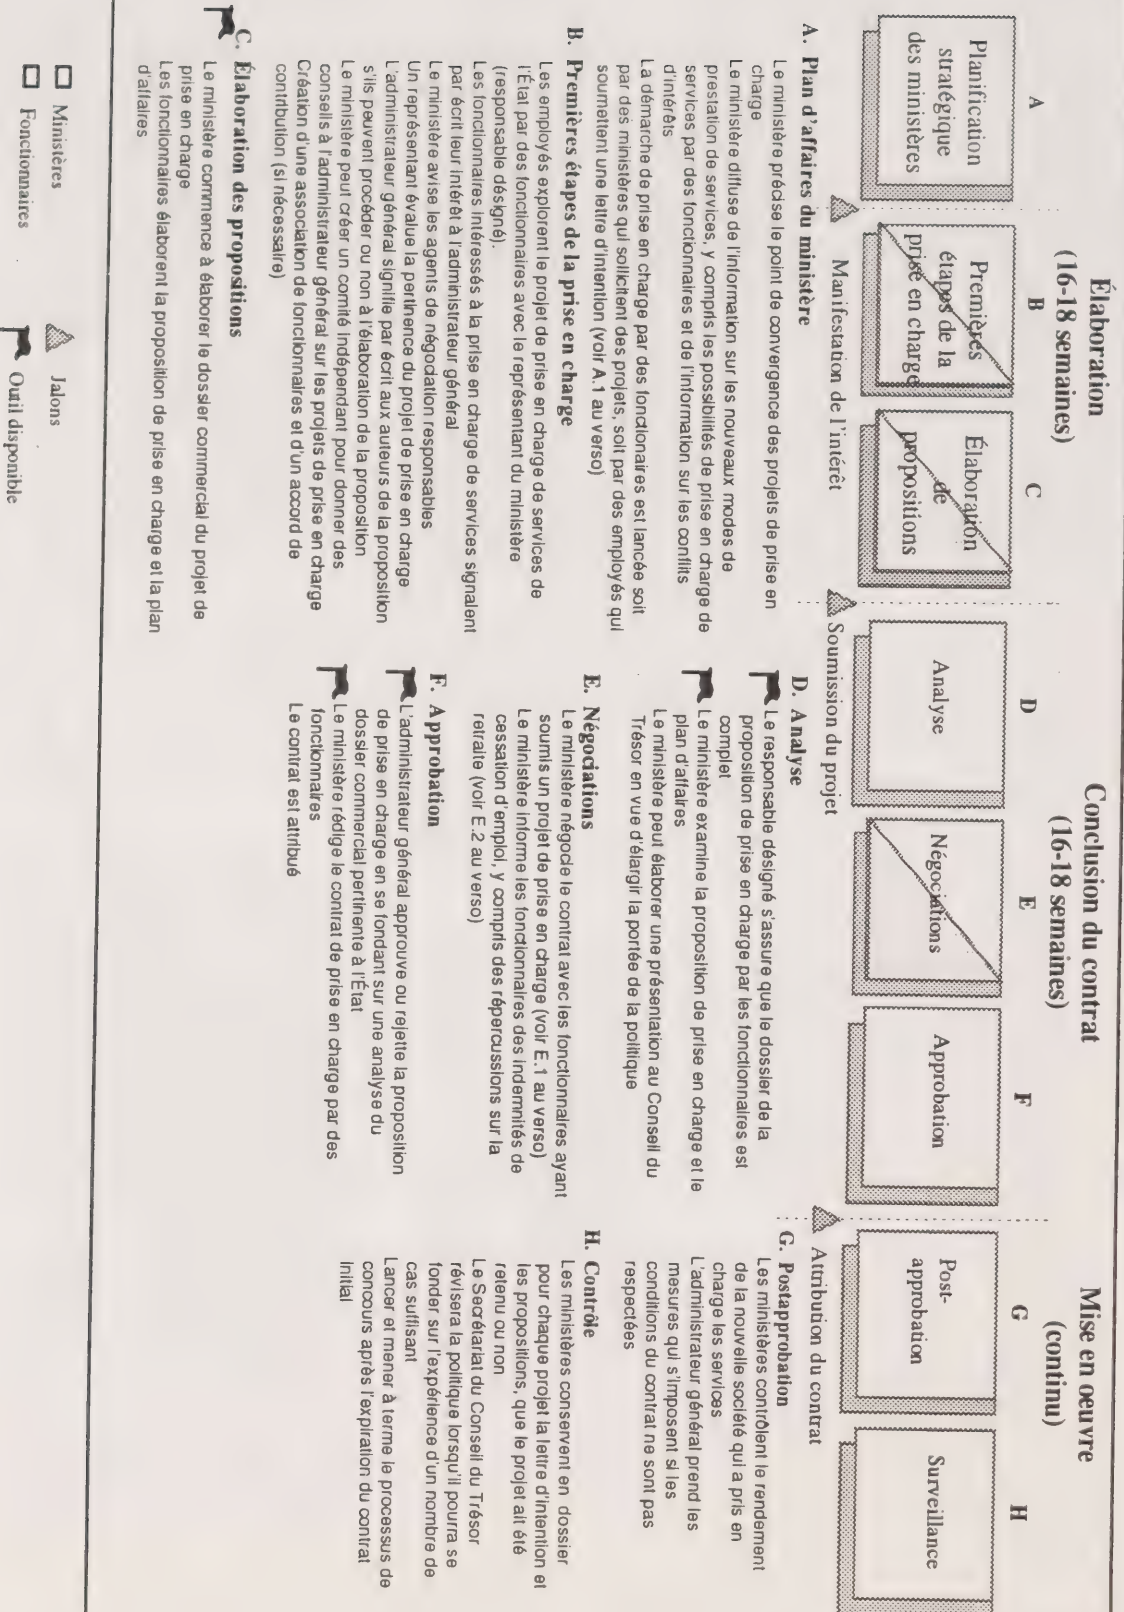 Élaboration
(16-18 semaines)
Conclusion du contrat
(16-18 semaines)
Mise en oeuvre
(continu)
A
B
C
D
E
F
G
H
Planification
stratégique
des ministères
Premières
étapes de la
prise en charge
Élaboration
de
propositions
Analyse
Négociations
Approbation
Post-
approbation
Surveillance
Manifestation de l'intérêt
Soumission du projet
Attribution du contrat
A. Plan d'affaires du ministère
Le ministère précise le point de convergence des projets de prise en
charge
Le ministère diffuse de l'information sur les nouveaux modes de
prestation de services, y compris les possibilités de prise en charge de
services par des fonctionnaires et de l'information sur les conflits
d'intérêts
La démarche de prise en charge par des fonctionaires est lancée soit
par des ministères qui sollicitent des projets, soit par des employés qui
soumettent une lettre d'intention (voir A.1 au verso)
B. Premières étapes de la prise en charge
Les employés explorent le projet de prise en charge de services de
l'État par des fonctionnaires avec le représentant du ministère
(responsable désigné).
Les fonctionnaires intéressés à la prise en charge de services signalent
par écrit leur intérêt à l'administrateur général
Le ministère avise les agents de négociation responsables
Un représentant évalue la pertinence du projet de prise en charge
L'administrateur général signifie par écrit aux auteurs de la proposition
s'ils peuvent procéder ou non à l'élaboration de la proposition
Le ministère peut créer un comité indépendant pour donner des
conseils à l'administrateur général sur les projets de prise en charge
Création d'une association de fonctionnaires et d'un accord de
contribution (si nécessaire)
C. Élaboration des propositions
Le ministère commence à élaborer le dossier commercial du projet de
prise en charge
Les fonctionnaires élaborent la proposition de prise en charge et la plan
d'affaires
D. Analyse
Le responsable désigné s'assure que le dossier de la
proposition de prise en charge par les fonctionnaires est
complet
Le ministère examine la proposition de prise en charge et le
plan d'affaires
Le ministère peut élaborer une présentation au Conseil du
Trésor en vue d'élargir la portée de la politique
E. Négociations
Le ministère négocie le contrat avec les fonctionnaires ayant
soumis un projet de prise en charge (voir E.1 au verso)
Le ministère informe les fonctionnaires des indemnités de
cessation d'emploi, y compris des répercussions sur la
retraite (voir E.2 au verso)
F. Approbation
L'administrateur général approuve ou rejette la proposition
de prise en charge en se fondant sur une analyse du
dossier commercial pertinente à l'État
Le ministère rédige le contrat de prise en charge par des
fonctionnaires
Le contrat est attribué
G. Postapprobation
Les ministères contrôlent le rendement
de la nouvelle société qui a pris en
charge les services
L'administrateur général prend les
mesures qui s'imposent si les
conditions du contrat ne sont pas
respectées
H. Contrôle
Les ministères conservent en dossier
pour chaque projet la lettre d'intention et
les propositions, que le projet ait été
retenu ou non
Le Secrétariat du Conseil du Trésor
révisera la politique lorsqu'il pourra se
fonder sur l'expérience d'un nombre de
cas suffisant
Lancer et mener à terme le processus de
concours après l'expiration du contrat
initial
Ministères
Fonctionnaires
Jalons
Outil disponible